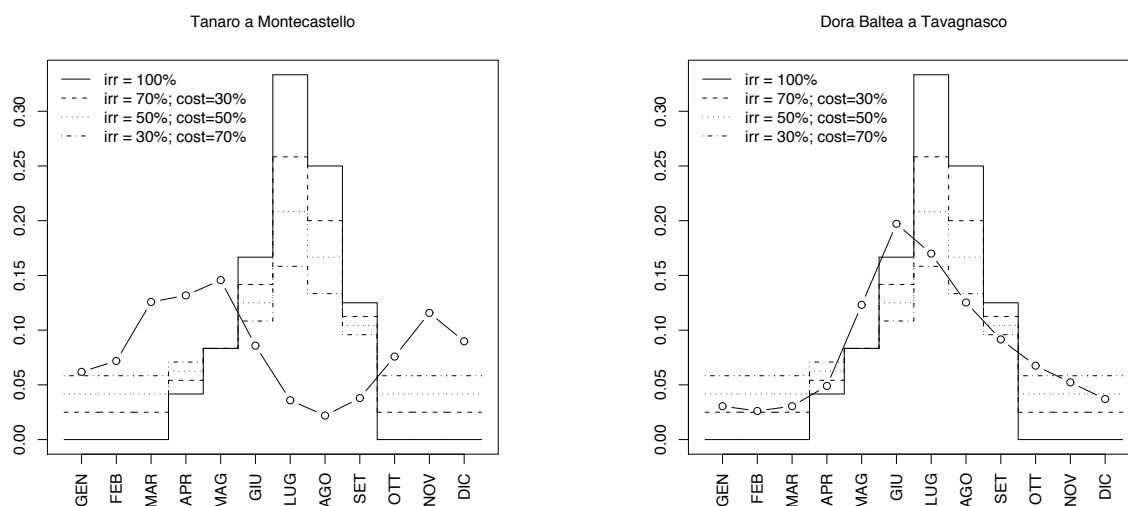 Tanaro a Montecastello
irr = 100%
irr = 70%; cost=30%
irr = 50%; cost=50%
irr = 30%; cost=70%
0.30
0.25
0.20
0.15
0.10
0.05
0.00
GEN
FEB
MAR
APR
MAG
GIU
LUG
AGO
SET
OTT
NOV
DIC
Dora Baltea a Tavagnasco
irr = 100%
irr = 70%; cost=30%
irr = 50%; cost=50%
irr = 30%; cost=70%
0.30
0.25
0.20
0.15
0.10
0.05
0.00
GEN
FEB
MAR
APR
MAG
GIU
LUG
AGO
SET
OTT
NOV
DIC